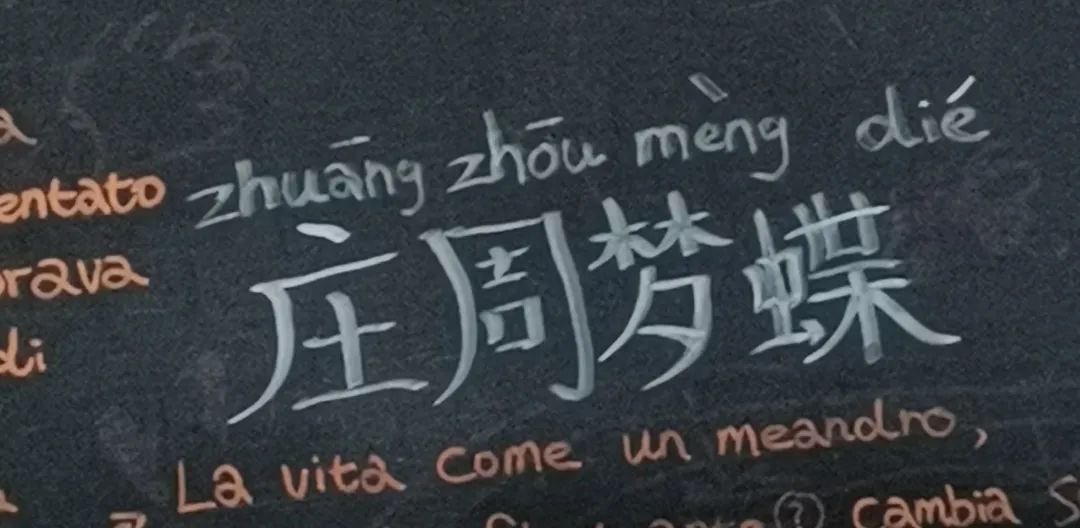 zhuāng zhōu mèng dié
庄周梦蝶
entato
rava
di
La vita come un meandro,
? cambia